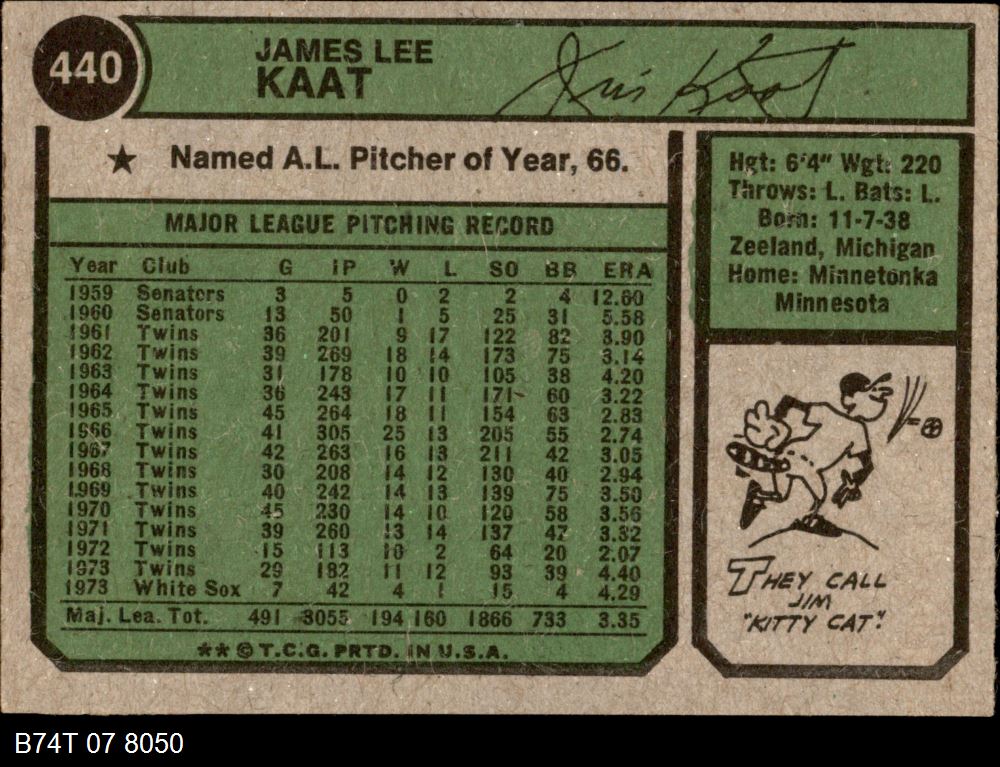 440
JAMES LEE
KAAT
Jim Kaat
★ Named A.L. Pitcher of Year, 66.
MAJOR LEAGUE PITCHING RECORD
Year Club G IP W L SO BB ERA
1959 Senators 3 5 0 2 2 4 12.60
1960 Senators 13 50 1 5 25 31 5.58
1961 Twins 36 201 9 17 122 82 3.90
1962 Twins 39 269 18 14 173 75 3.14
1963 Twins 31 178 10 10 105 38 4.20
1964 Twins 36 243 17 11 171 60 3.22
1965 Twins 45 264 18 11 154 63 2.83
1966 Twins 41 305 25 13 205 55 2.74
1967 Twins 42 263 16 13 211 42 3.05
1968 Twins 30 208 14 12 130 40 2.94
1969 Twins 40 242 14 13 139 75 3.50
1970 Twins 45 230 14 10 120 58 3.56
1971 Twins 39 260 13 14 137 47 3.32
1972 Twins 15 113 10 2 64 20 2.07
1973 Twins 29 182 11 12 93 39 4.40
1973 White Sox 7 42 4 1 15 4 4.29
Maj. Lea. Tot. 491 3055 194 160 1866 733 3.35
** © T.C.G. PRTD. IN U.S.A.
Hgt: 6'4" Wgt: 220
Throws: L. Bats: L.
Born: 11-7-38
Zeeland, Michigan
Home: Minnetonka
Minnesota
THEY CALL
JIM
"KITTY CAT".
B74T 07 8050